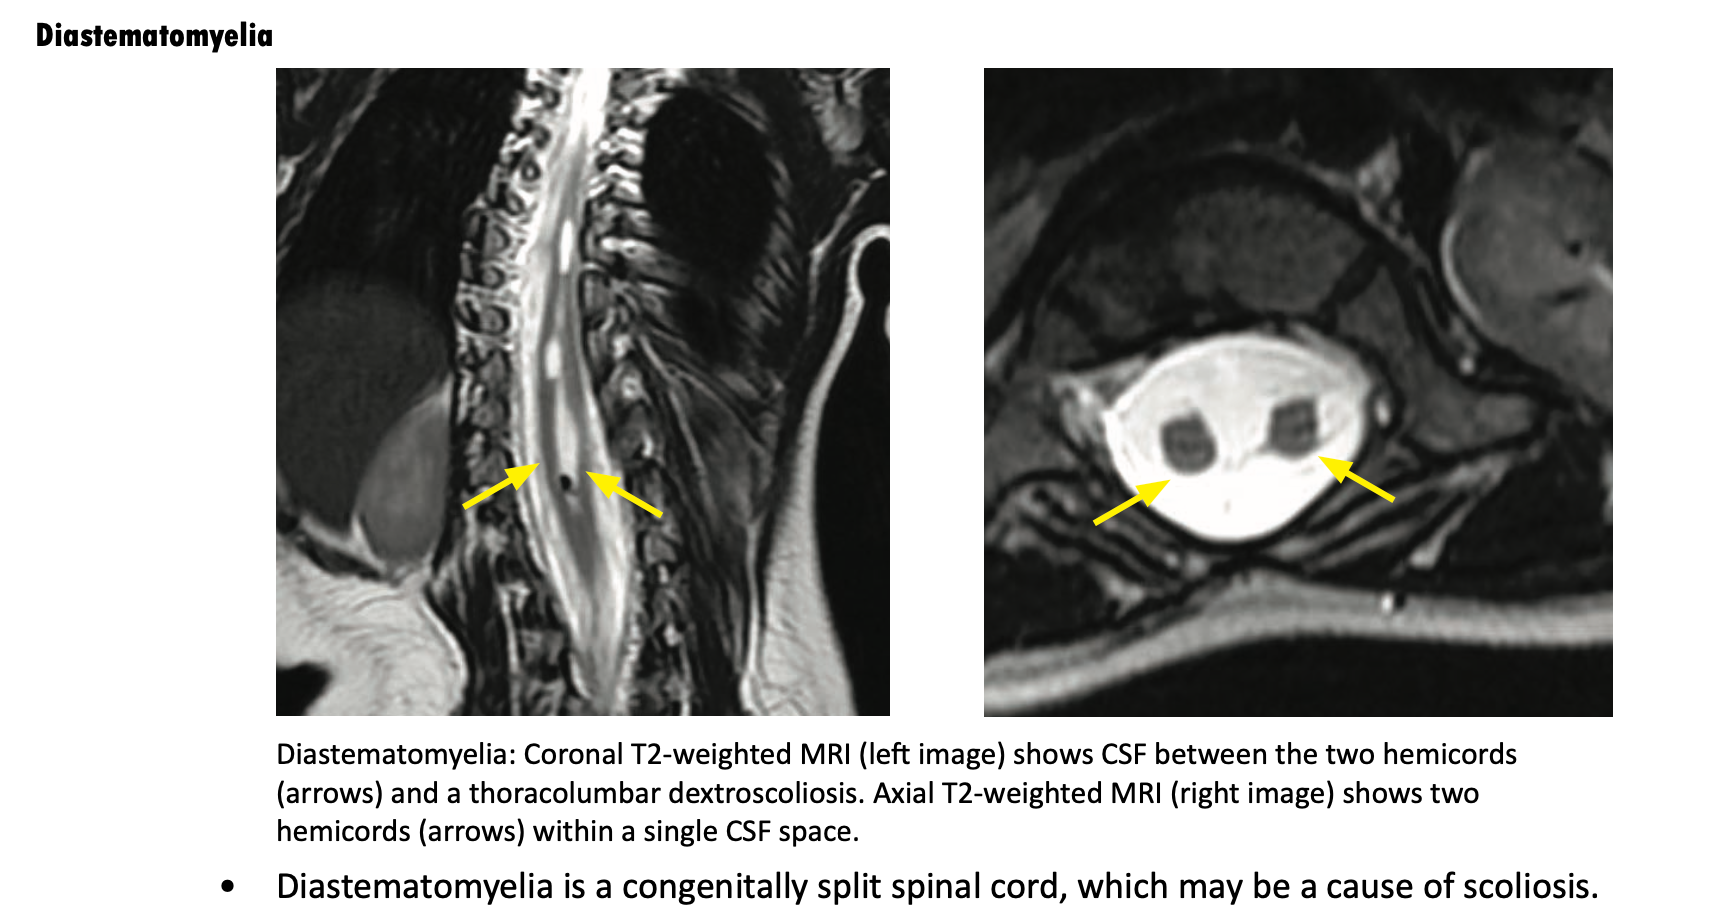 Diastematomyelia
Diastematomyelia: Coronal T2-weighted MRI (left image) shows CSF between the two hemicords
(arrows) and a thoracolumbar dextroscoliosis. Axial T2-weighted MRI (right image) shows two
hemicords (arrows) within a single CSF space.
• Diastematomyelia is a congenitally split spinal cord, which may be a cause of scoliosis.